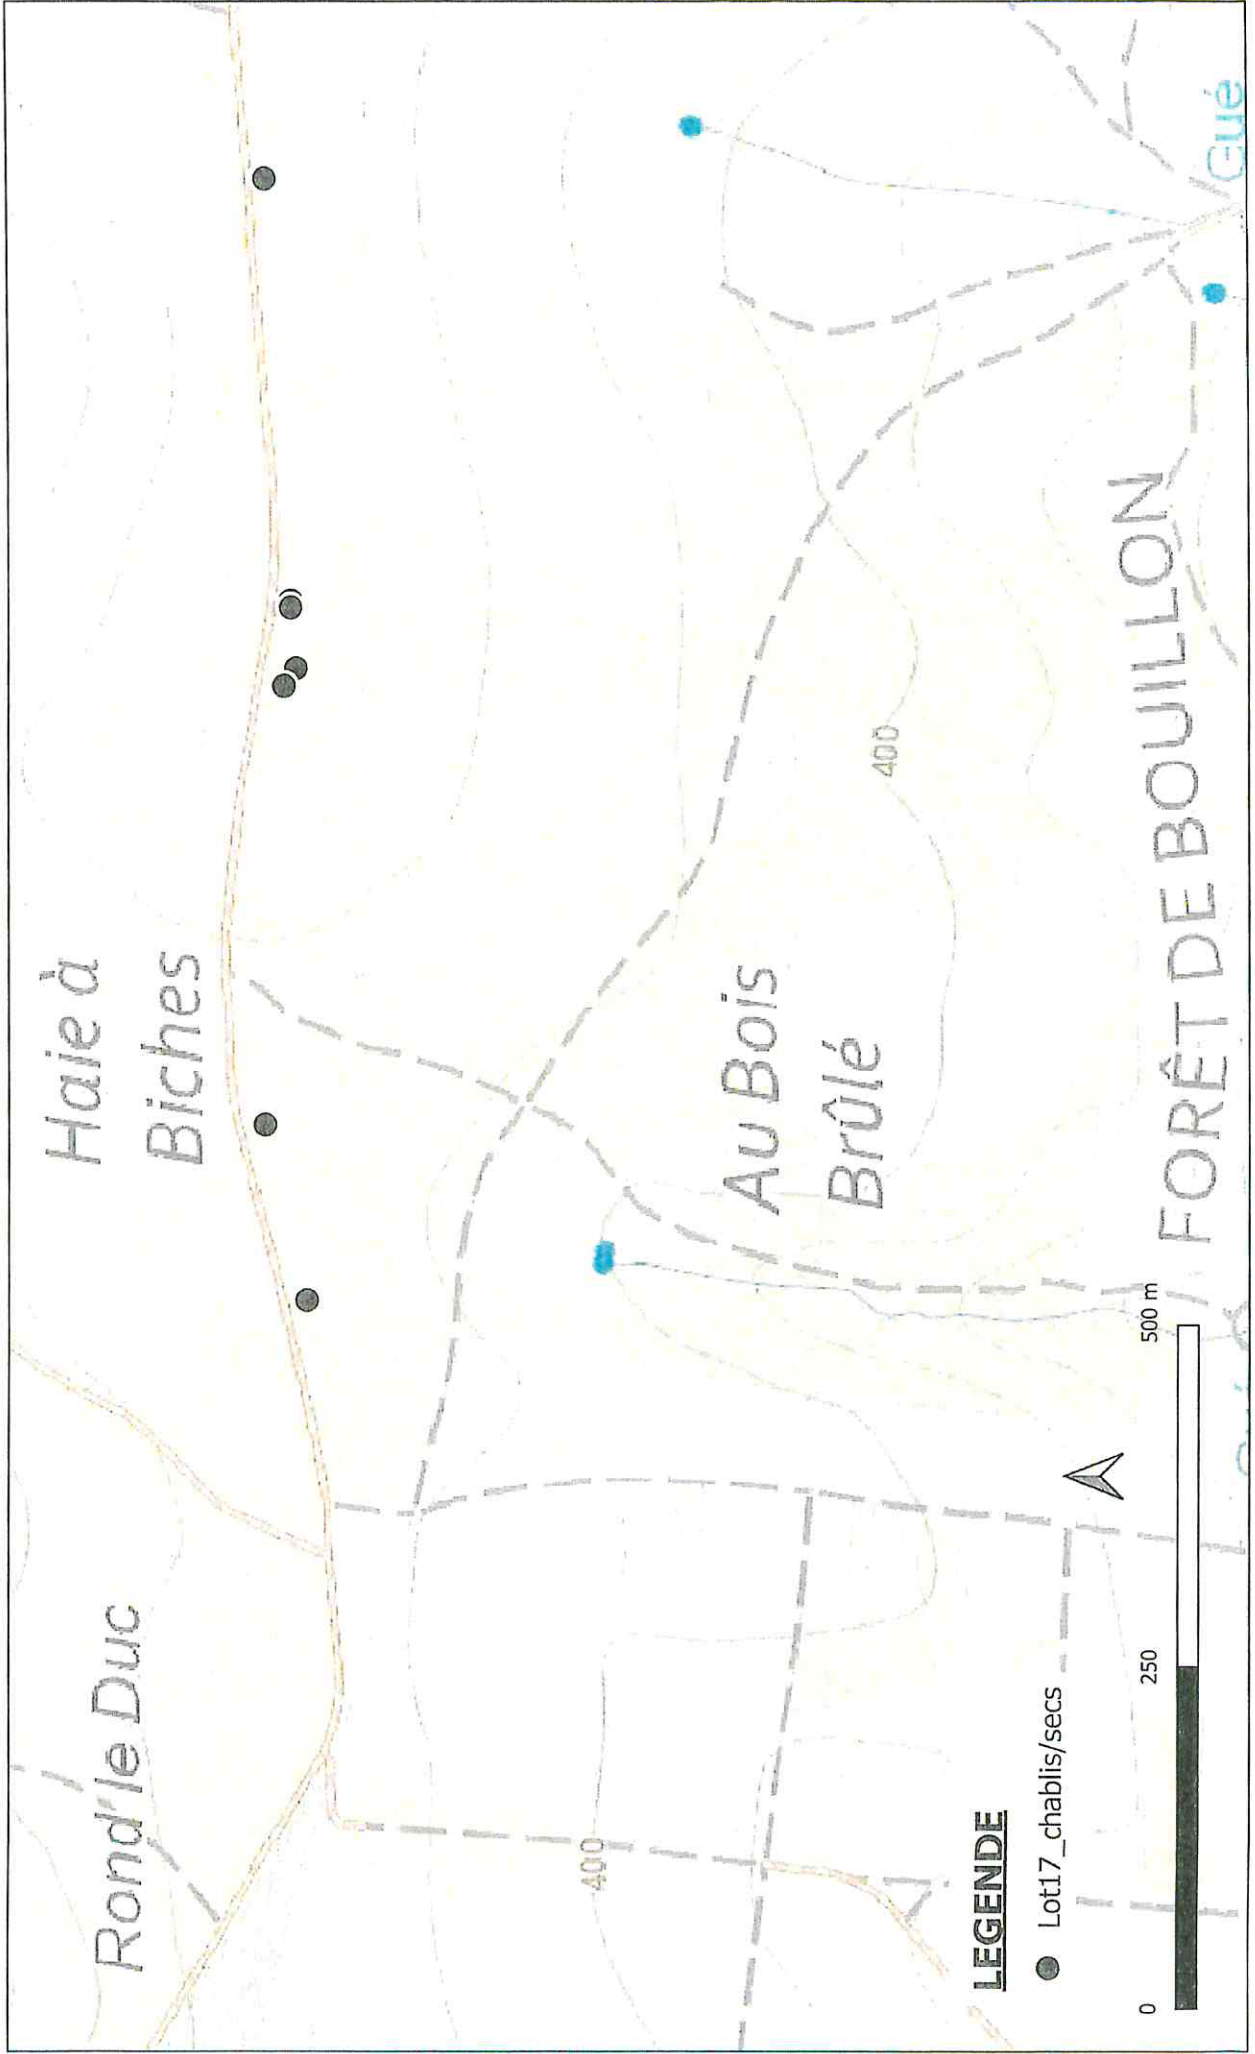 Haie à
Biches
Rond'le Duc
Au Bois
Brûlé
400
400
FORÊT DE BOUILLON
Gué
LEGENDE
Lot17_chablis/secs
0
250
500 m